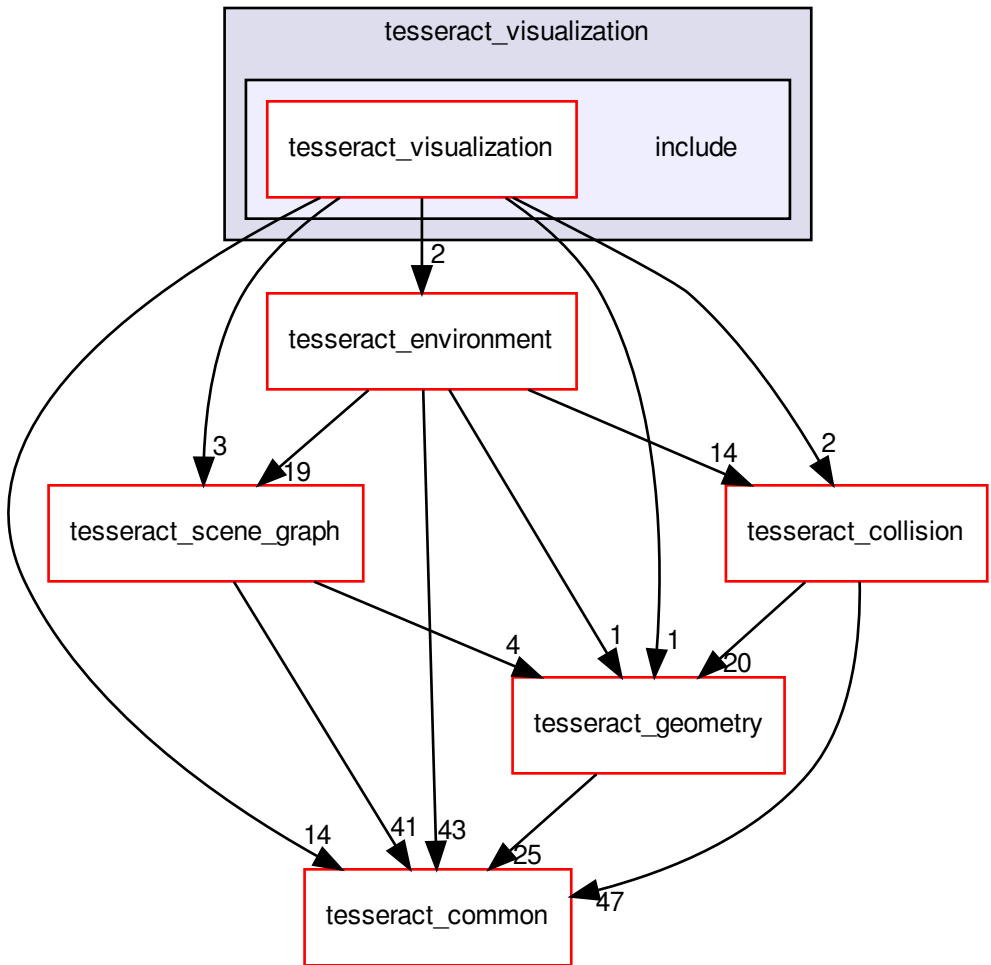 tesseract_visualization
tesseract_visualization
include
2
tesseract_environment
3
19
14
2
tesseract_scene_graph
tesseract_collision
4
1
1
20
tesseract_geometry
14
41
43
25
47
tesseract_common